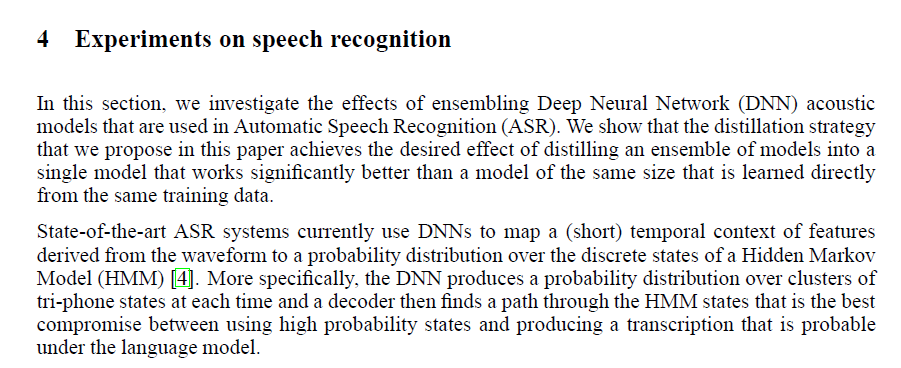 4 Experiments on speech recognition
In this section, we investigate the effects of ensembling Deep Neural Network (DNN) acoustic
models that are used in Automatic Speech Recognition (ASR). We show that the distillation strategy
that we propose in this paper achieves the desired effect of distilling an ensemble of models into a
single model that works significantly better than a model of the same size that is learned directly
from the same training data.
State-of-the-art ASR systems currently use DNNs to map a (short) temporal context of features
derived from the waveform to a probability distribution over the discrete states of a Hidden Markov
Model (HMM) [4]. More specifically, the DNN produces a probability distribution over clusters of
tri-phone states at each time and a decoder then finds a path through the HMM states that is the best
compromise between using high probability states and producing a transcription that is probable
under the language model.